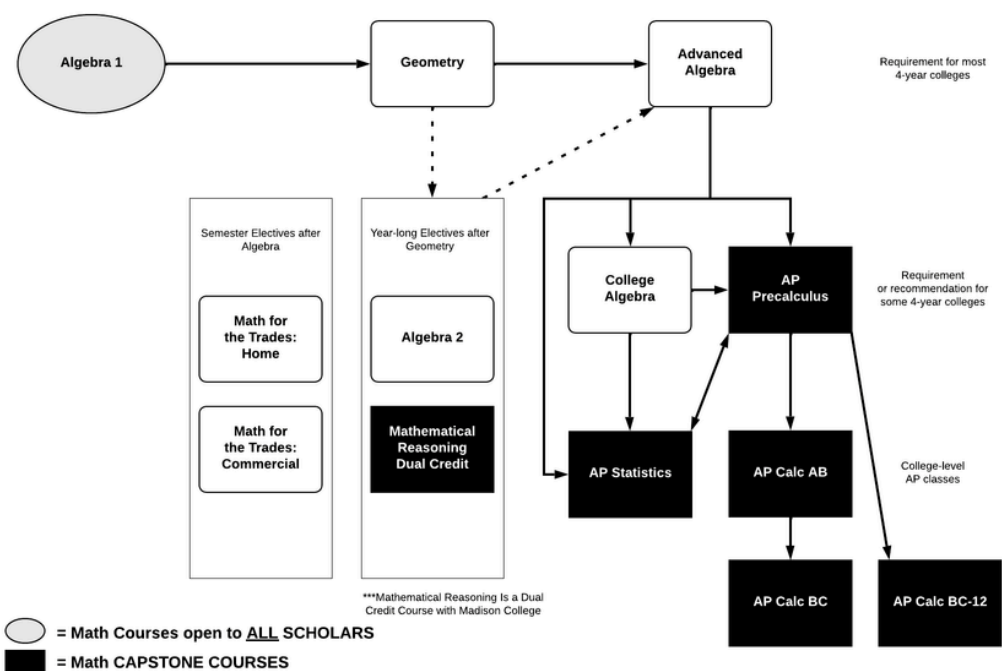 Algebra 1
Geometry
Advanced
Algebra
Requirement for most
4-year colleges
Semester Electives after
Algebra
Math for
the Trades:
Home
Math for
the Trades:
Commercial
Year-long Electives after
Geometry
Algebra 2
Mathematical
Reasoning
Dual Credit
***Mathematical Reasoning Is a Dual
Credit Course with Madison College
College
Algebra
AP
Precalculus
Requirement
or recommendation for
some 4-year colleges
AP Statistics
AP Calc AB
College-level
AP classes
AP Calc BC
AP Calc BC-12
= Math Courses open to ALL SCHOLARS
= Math CAPSTONE COURSES